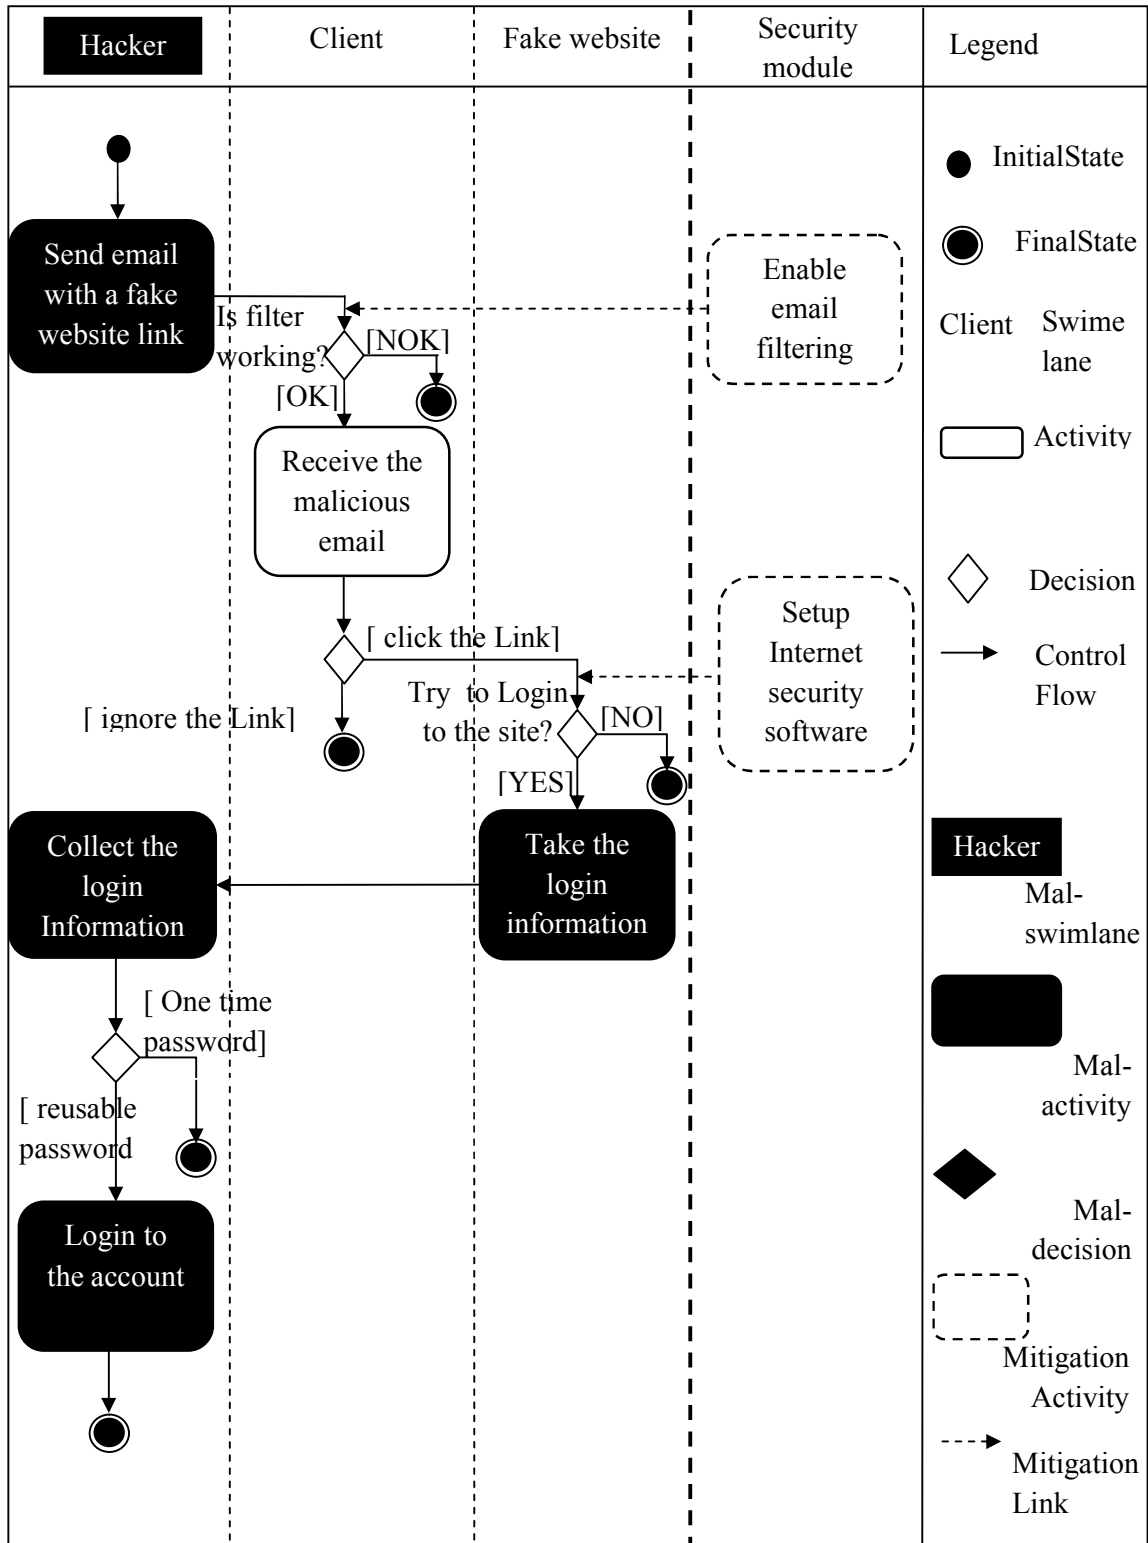 Hacker
Client
Fake website
Security
module
Legend
InitialState
Send email
with a fake
website link
Is filter
working?
[NOK]
[OK]
Enable
email
filtering
FinalState
Client
Swime
lane
Receive the
malicious
email
Activity
Setup
Internet
security
software
Decision
[ click the Link]
[ ignore the Link]
Try to Login
to the site?
[NO]
[YES]
Control
Flow
Collect the
login
Information
Take the
login
information
Hacker
Mal-
swimlane
[ One time
password]
[ reusable
password
Mal-
activity
Login to
the account
Mal-
decision
Mitigation
Activity
Mitigation
Link